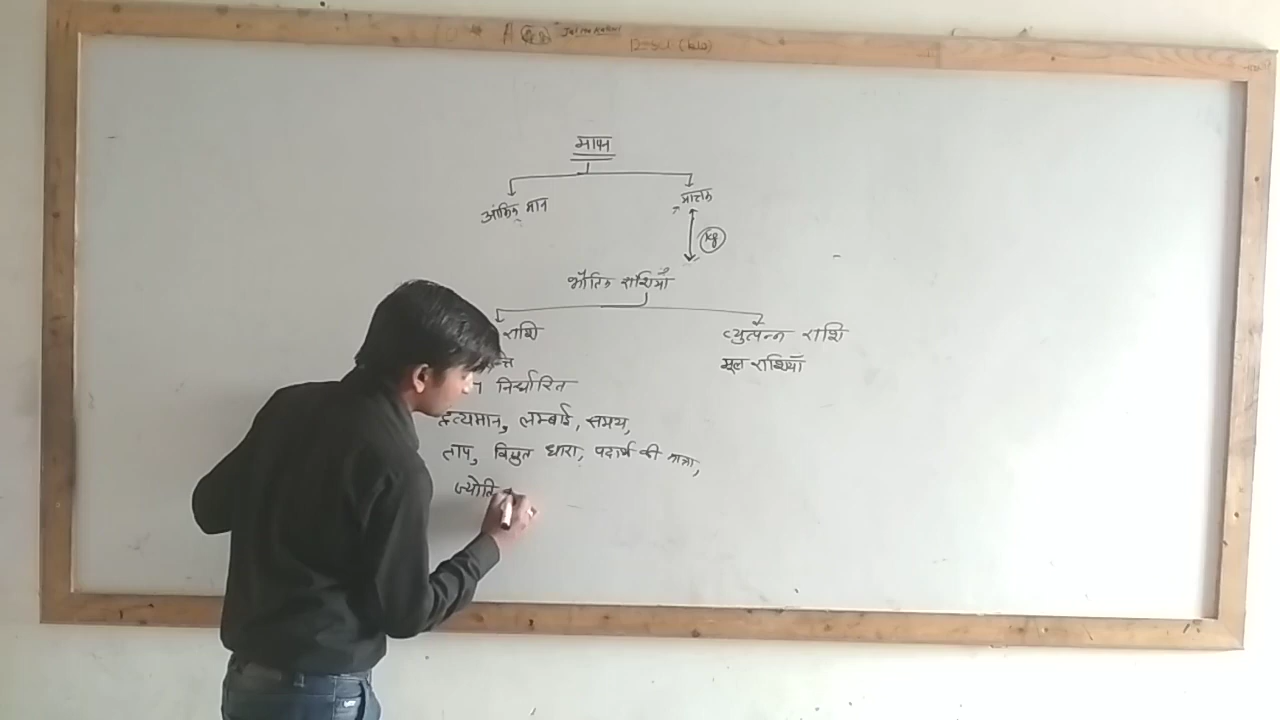 मापन
आंकिक मान
मात्रक
kg
भौतिक राशियाँ
राशि
व्युत्पन्न राशि
मूल राशियाँ
निर्धारित
द्रव्यमान, लम्बाई, समय,
ताप, विद्युत धारा, पदार्थ की मात्रा,
ज्योति